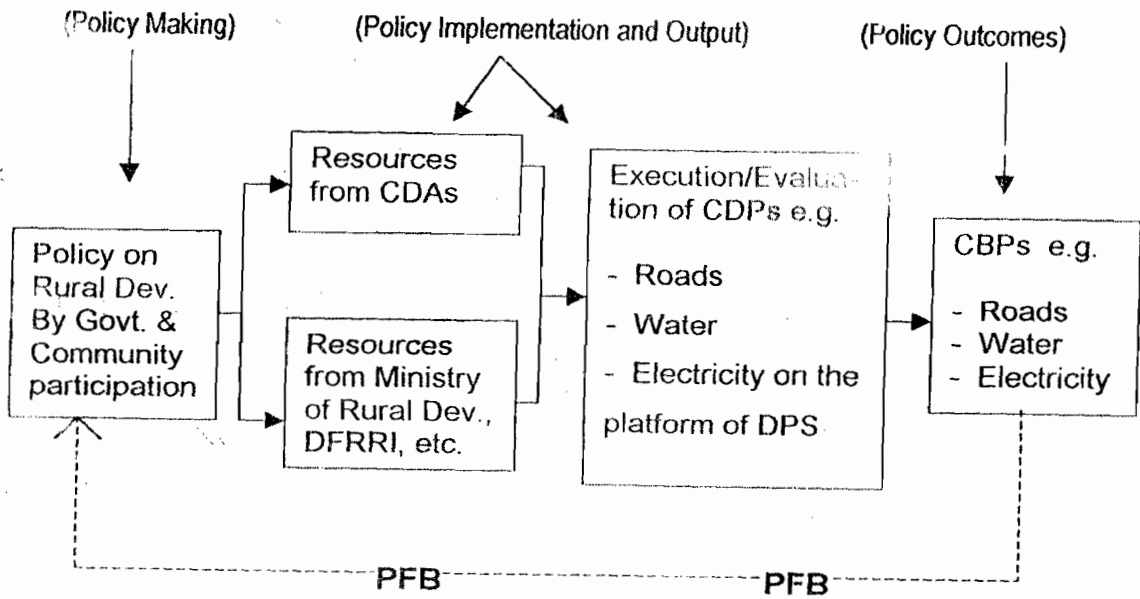 (Policy Making)
(Policy Implementation and Output)
(Policy Outcomes)
Policy on
Rural Dev.
By Govt. &
Community
participation
Resources
from CDAs
Resources
from Ministry
of Rural Dev.,
DFRRI, etc.
Execution/Evalua-
tion of CDPs e.g.
- Roads
- Water
- Electricity on the
platform of DPS
CBPs e.g.
- Roads
- Water
- Electricity
PFB
PFB